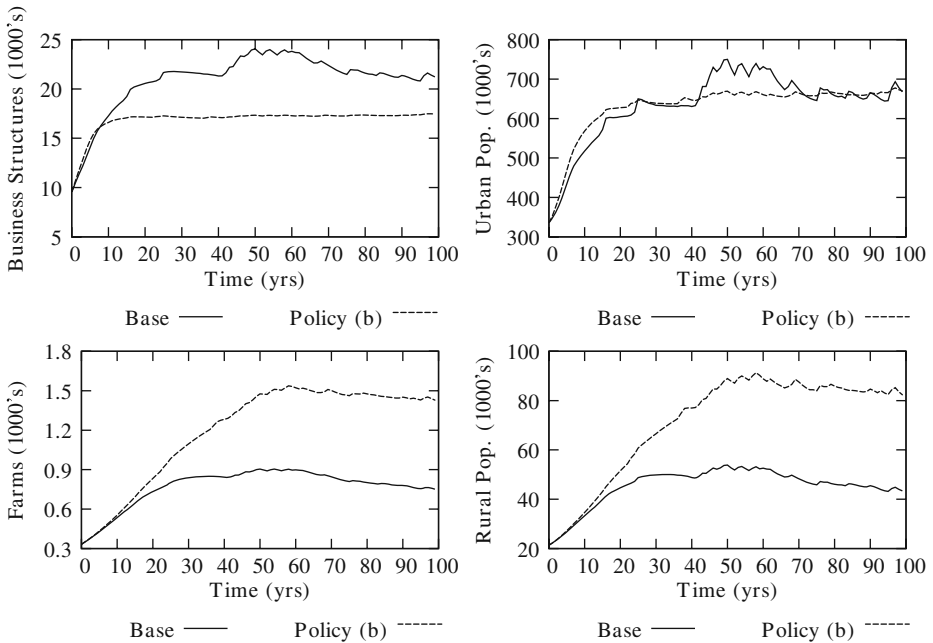 Business Structures (1000's)
25
20
15
10
5
0 10 20 30 40 50 60 70 80 90 100
Time (yrs)
Base
Policy (b)
Urban Pop. (1000's)
800
700
600
500
400
300
0 10 20 30 40 50 60 70 80 90 100
Time (yrs)
Base
Policy (b)
Farms (1000's)
1.8
1.5
1.2
0.9
0.6
0.3
0 10 20 30 40 50 60 70 80 90 100
Time (yrs)
Base
Policy (b)
Rural Pop. (1000's)
100
80
60
40
20
0 10 20 30 40 50 60 70 80 90 100
Time (yrs)
Base
Policy (b)